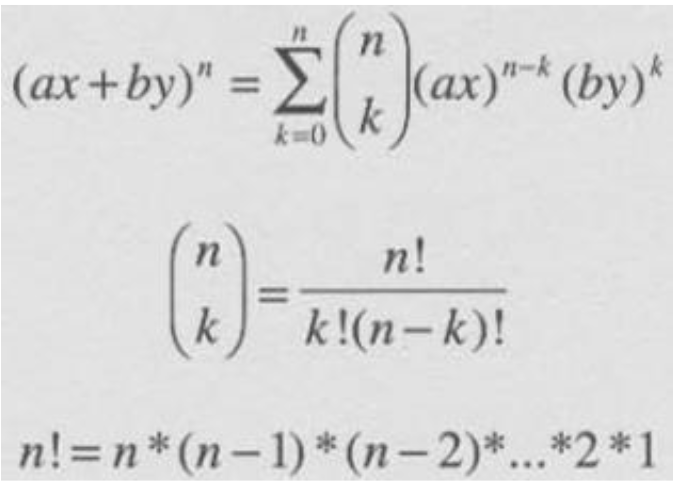 (ax+by)^n = \sum_{k=0}^{n} \binom{n}{k} (ax)^{n-k} (by)^k
\binom{n}{k} = \frac{n!}{k!(n-k)!}
n!=n*(n-1)*(n-2)*...*2*1